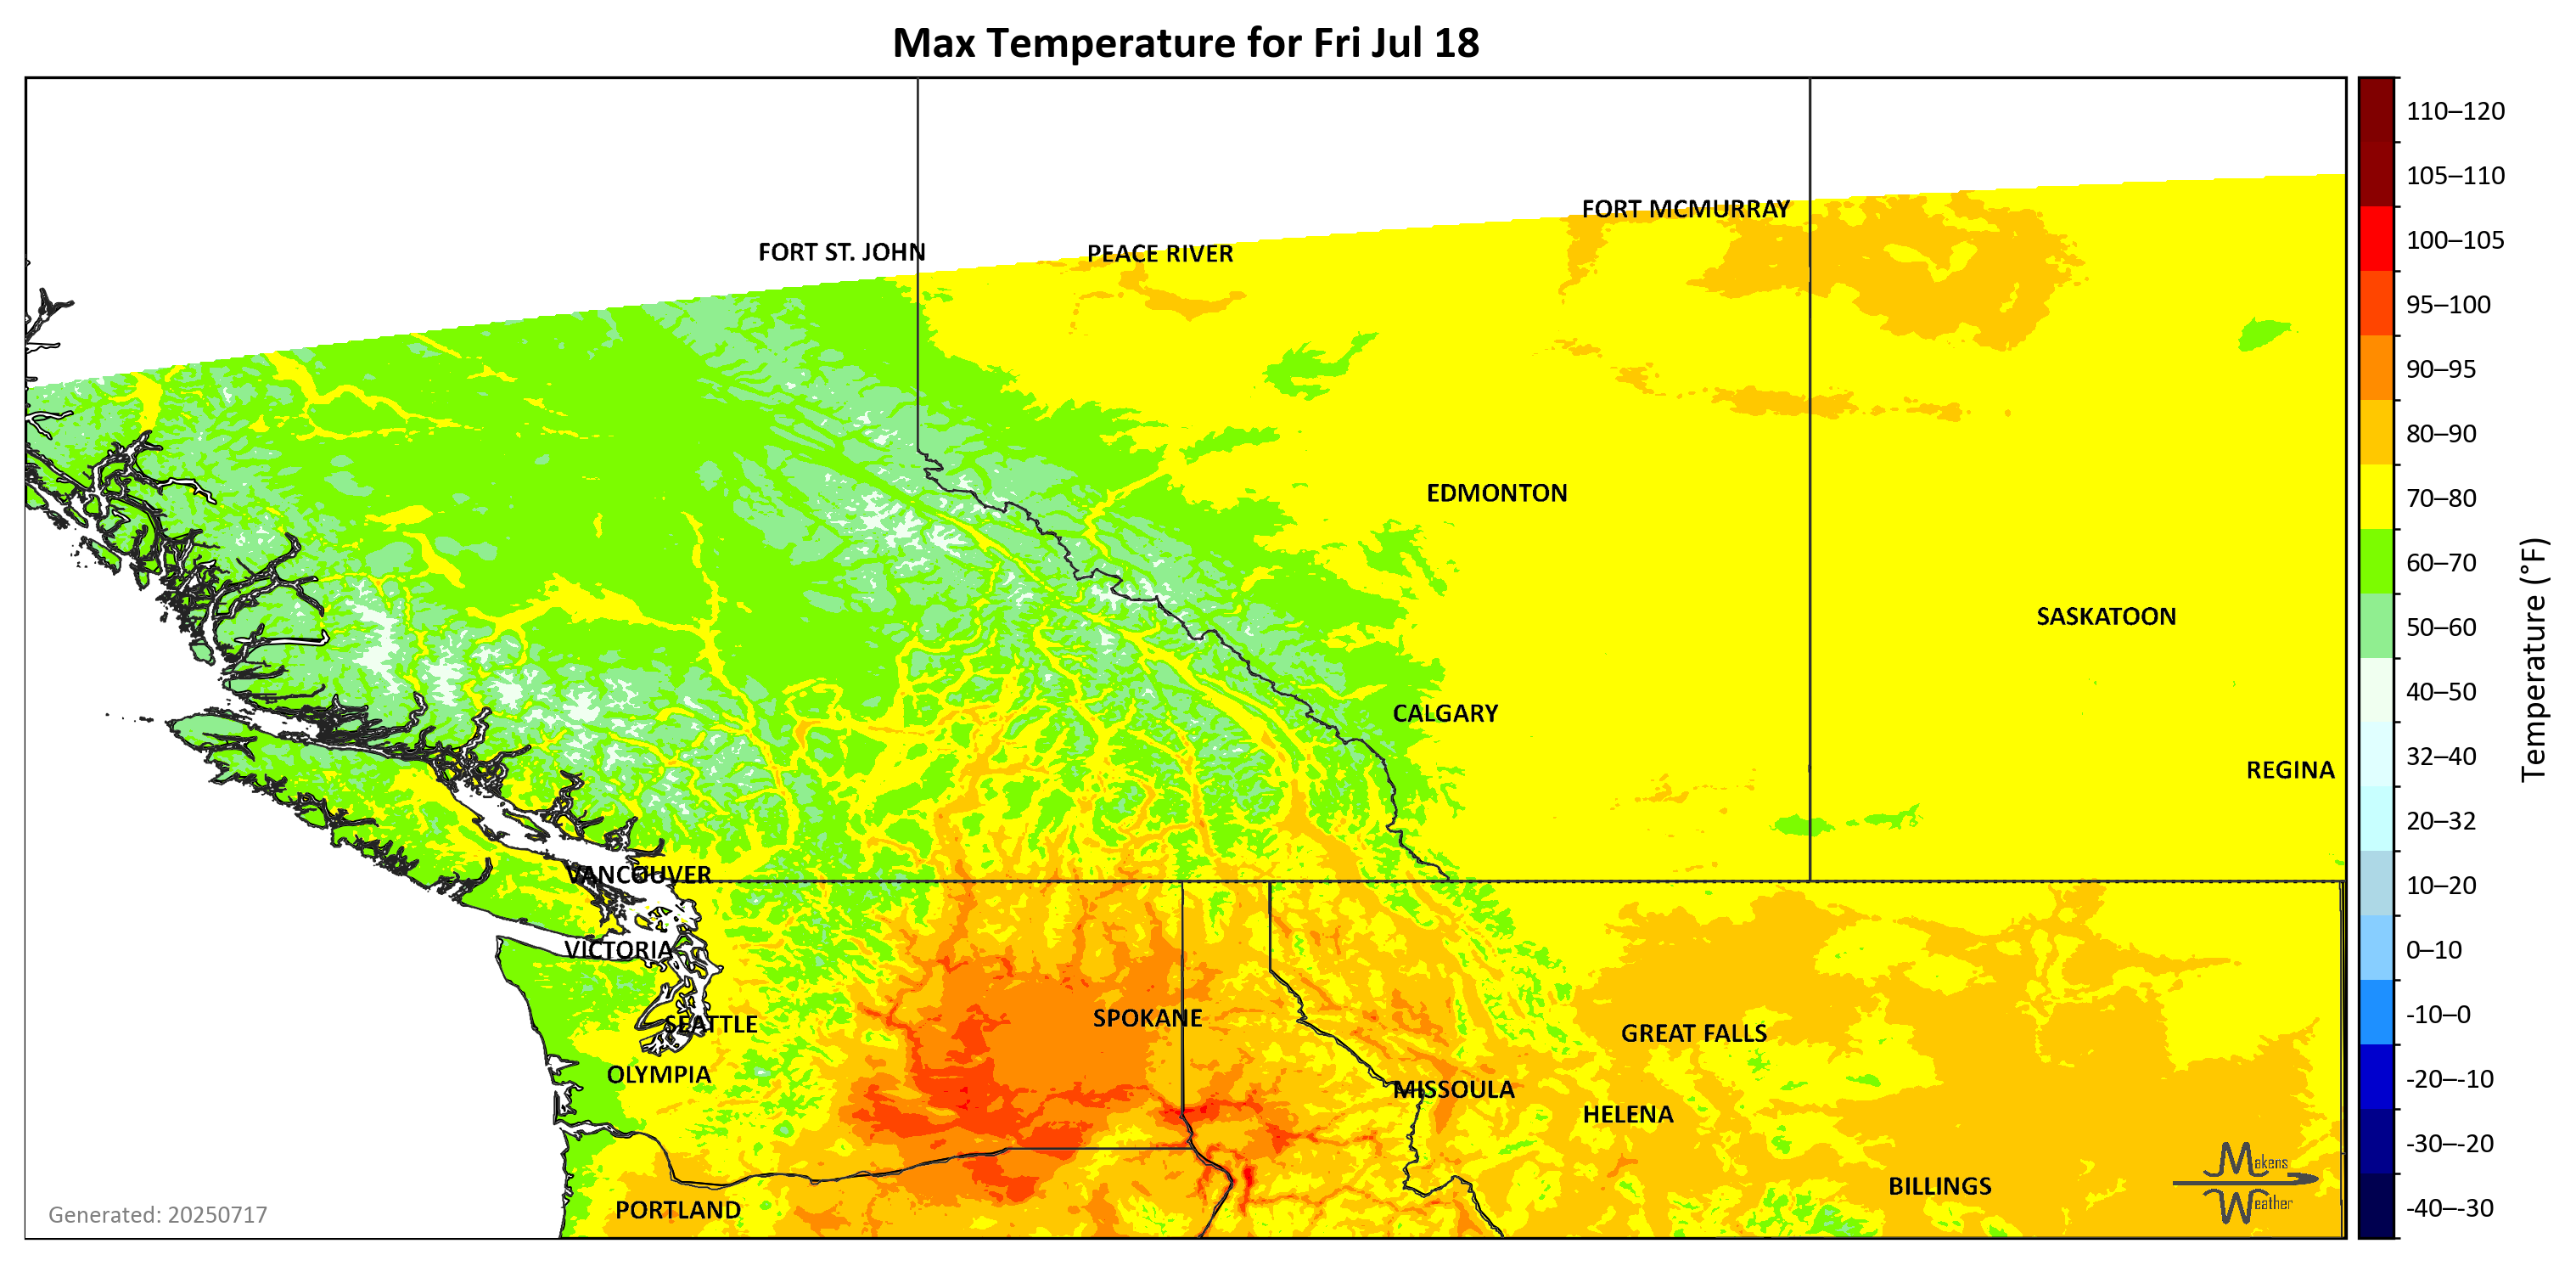 Max Temperature for Fri Jul 18
FORT MCMURRAY
FORT ST. JOHN
PEACE RIVER
EDMONTON
SASKATOON
CALGARY
REGINA
VANCOUVER
VICTORIA
SPOKANE
SEATTLE
GREAT FALLS
OLYMPIA
MISSOULA
HELENA
BILLINGS
PORTLAND
Makens
Weather
Generated: 20250717
110–120
105–110
100–105
95–100
90–95
80–90
70–80
60–70
50–60
40–50
32–40
20–32
10–20
0–10
-10–0
-20–-10
-30–-20
-40–-30
Temperature (°F)